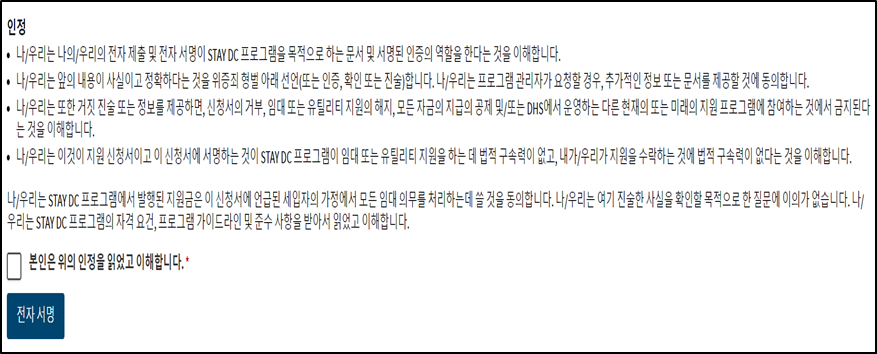 인정
• 나/우리는 나의/우리의 전자 제출 및 전자 서명이 STAY DC 프로그램을 목적으로 하는 문서 및 서명된 인증의 역할을 한다는 것을 이해합니다.
• 나/우리는 앞의 내용이 사실이고 정확하다는 것을 위증죄 형벌 아래 선언(또는 인증, 확인 또는 진술)합니다. 나/우리는 프로그램 관리자가 요청할 경우, 추가적인 정보 또는 문서를 제공할 것에 동의합니다.
• 나/우리는 또한 거짓 진술 또는 정보를 제공하면, 신청서의 거부, 임대 또는 유틸리티 지원의 해지, 모든 자금의 지급의 공제 및/또는 DHS에서 운영하는 다른 현재의 또는 미래의 지원 프로그램에 참여하는 것에서 금지된다
는 것을 이해합니다.
• 나/우리는 이것이 지원 신청서이고 이 신청서에 서명하는 것이 STAY DC 프로그램이 임대 또는 유틸리티 지원을 하는 데 법적 구속력이 없고, 내가/우리가 지원을 수락하는 것에 법적 구속력이 없다는 것을 이해합니다.
나/우리는 STAY DC 프로그램에서 발행된 지원금은 이 신청서에 언급된 세입자의 가정에서 모든 임대 의무를 처리하는데 쓸 것을 동의합니다. 나/우리는 여기 진술한 사실을 확인할 목적으로 한 질문에 이의가 없습니다. 나/
우리는 STAY DC 프로그램의 자격 요건, 프로그램 가이드라인 및 준수 사항을 받아서 읽었고 이해합니다.
본인은 위의 인정을 읽었고 이해합니다. *
전자 서명